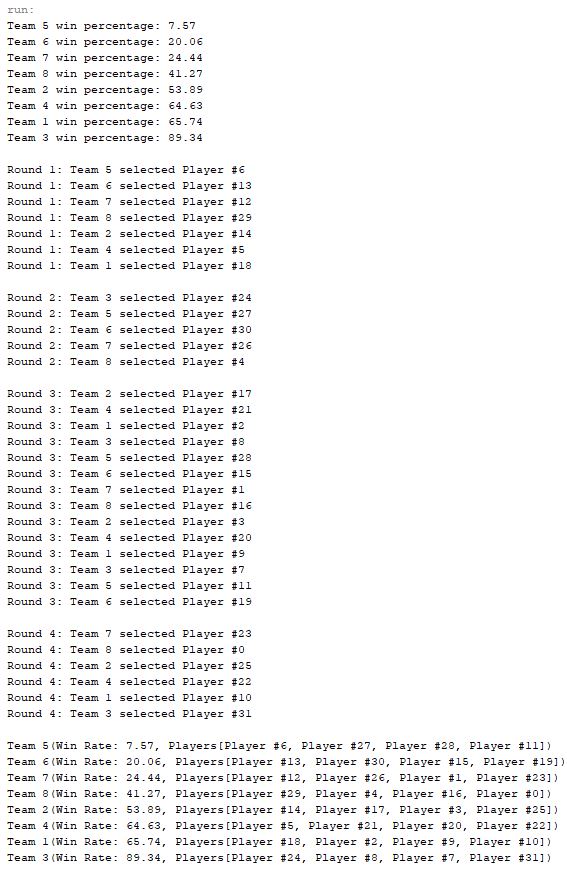 run:
Team 5 win percentage: 7.57
Team 6 win percentage: 20.06
Team 7 win percentage: 24.44
Team 8 win percentage: 41.27
Team 2 win percentage: 53.89
Team 4 win percentage: 64.63
Team 1 win percentage: 65.74
Team 3 win percentage: 89.34
Round 1: Team 5 selected Player #6
Round 1: Team 6 selected Player #13
Round 1: Team 7 selected Player #12
Round 1: Team 8 selected Player #29
Round 1: Team 2 selected Player #14
Round 1: Team 4 selected Player #5
Round 1: Team 1 selected Player #18
Round 2: Team 3 selected Player #24
Round 2: Team 5 selected Player #27
Round 2: Team 6 selected Player #30
Round 2: Team 7 selected Player #26
Round 2: Team 8 selected Player #4
Round 3: Team 2 selected Player #17
Round 3: Team 4 selected Player #21
Round 3: Team 1 selected Player #2
Round 3: Team 3 selected Player #8
Round 3: Team 5 selected Player #28
Round 3: Team 6 selected Player #15
Round 3: Team 7 selected Player #1
Round 3: Team 8 selected Player #16
Round 3: Team 2 selected Player #3
Round 3: Team 4 selected Player #20
Round 3: Team 1 selected Player #9
Round 3: Team 3 selected Player #7
Round 3: Team 5 selected Player #11
Round 3: Team 6 selected Player #19
Round 4: Team 7 selected Player #23
Round 4: Team 8 selected Player #0
Round 4: Team 2 selected Player #25
Round 4: Team 4 selected Player #22
Round 4: Team 1 selected Player #10
Round 4: Team 3 selected Player #31
Team 5(Win Rate: 7.57, Players[Player #6, Player #27, Player #28, Player #11])
Team 6(Win Rate: 20.06, Players[Player #13, Player #30, Player #15, Player #19])
Team 7(Win Rate: 24.44, Players[Player #12, Player #26, Player #1, Player #23])
Team 8(Win Rate: 41.27, Players[Player #29, Player #4, Player #16, Player #0])
Team 2(Win Rate: 53.89, Players[Player #14, Player #17, Player #3, Player #25])
Team 4(Win Rate: 64.63, Players[Player #5, Player #21, Player #20, Player #22])
Team 1(Win Rate: 65.74, Players[Player #18, Player #2, Player #9, Player #10])
Team 3(Win Rate: 89.34, Players[Player #24, Player #8, Player #7, Player #31])